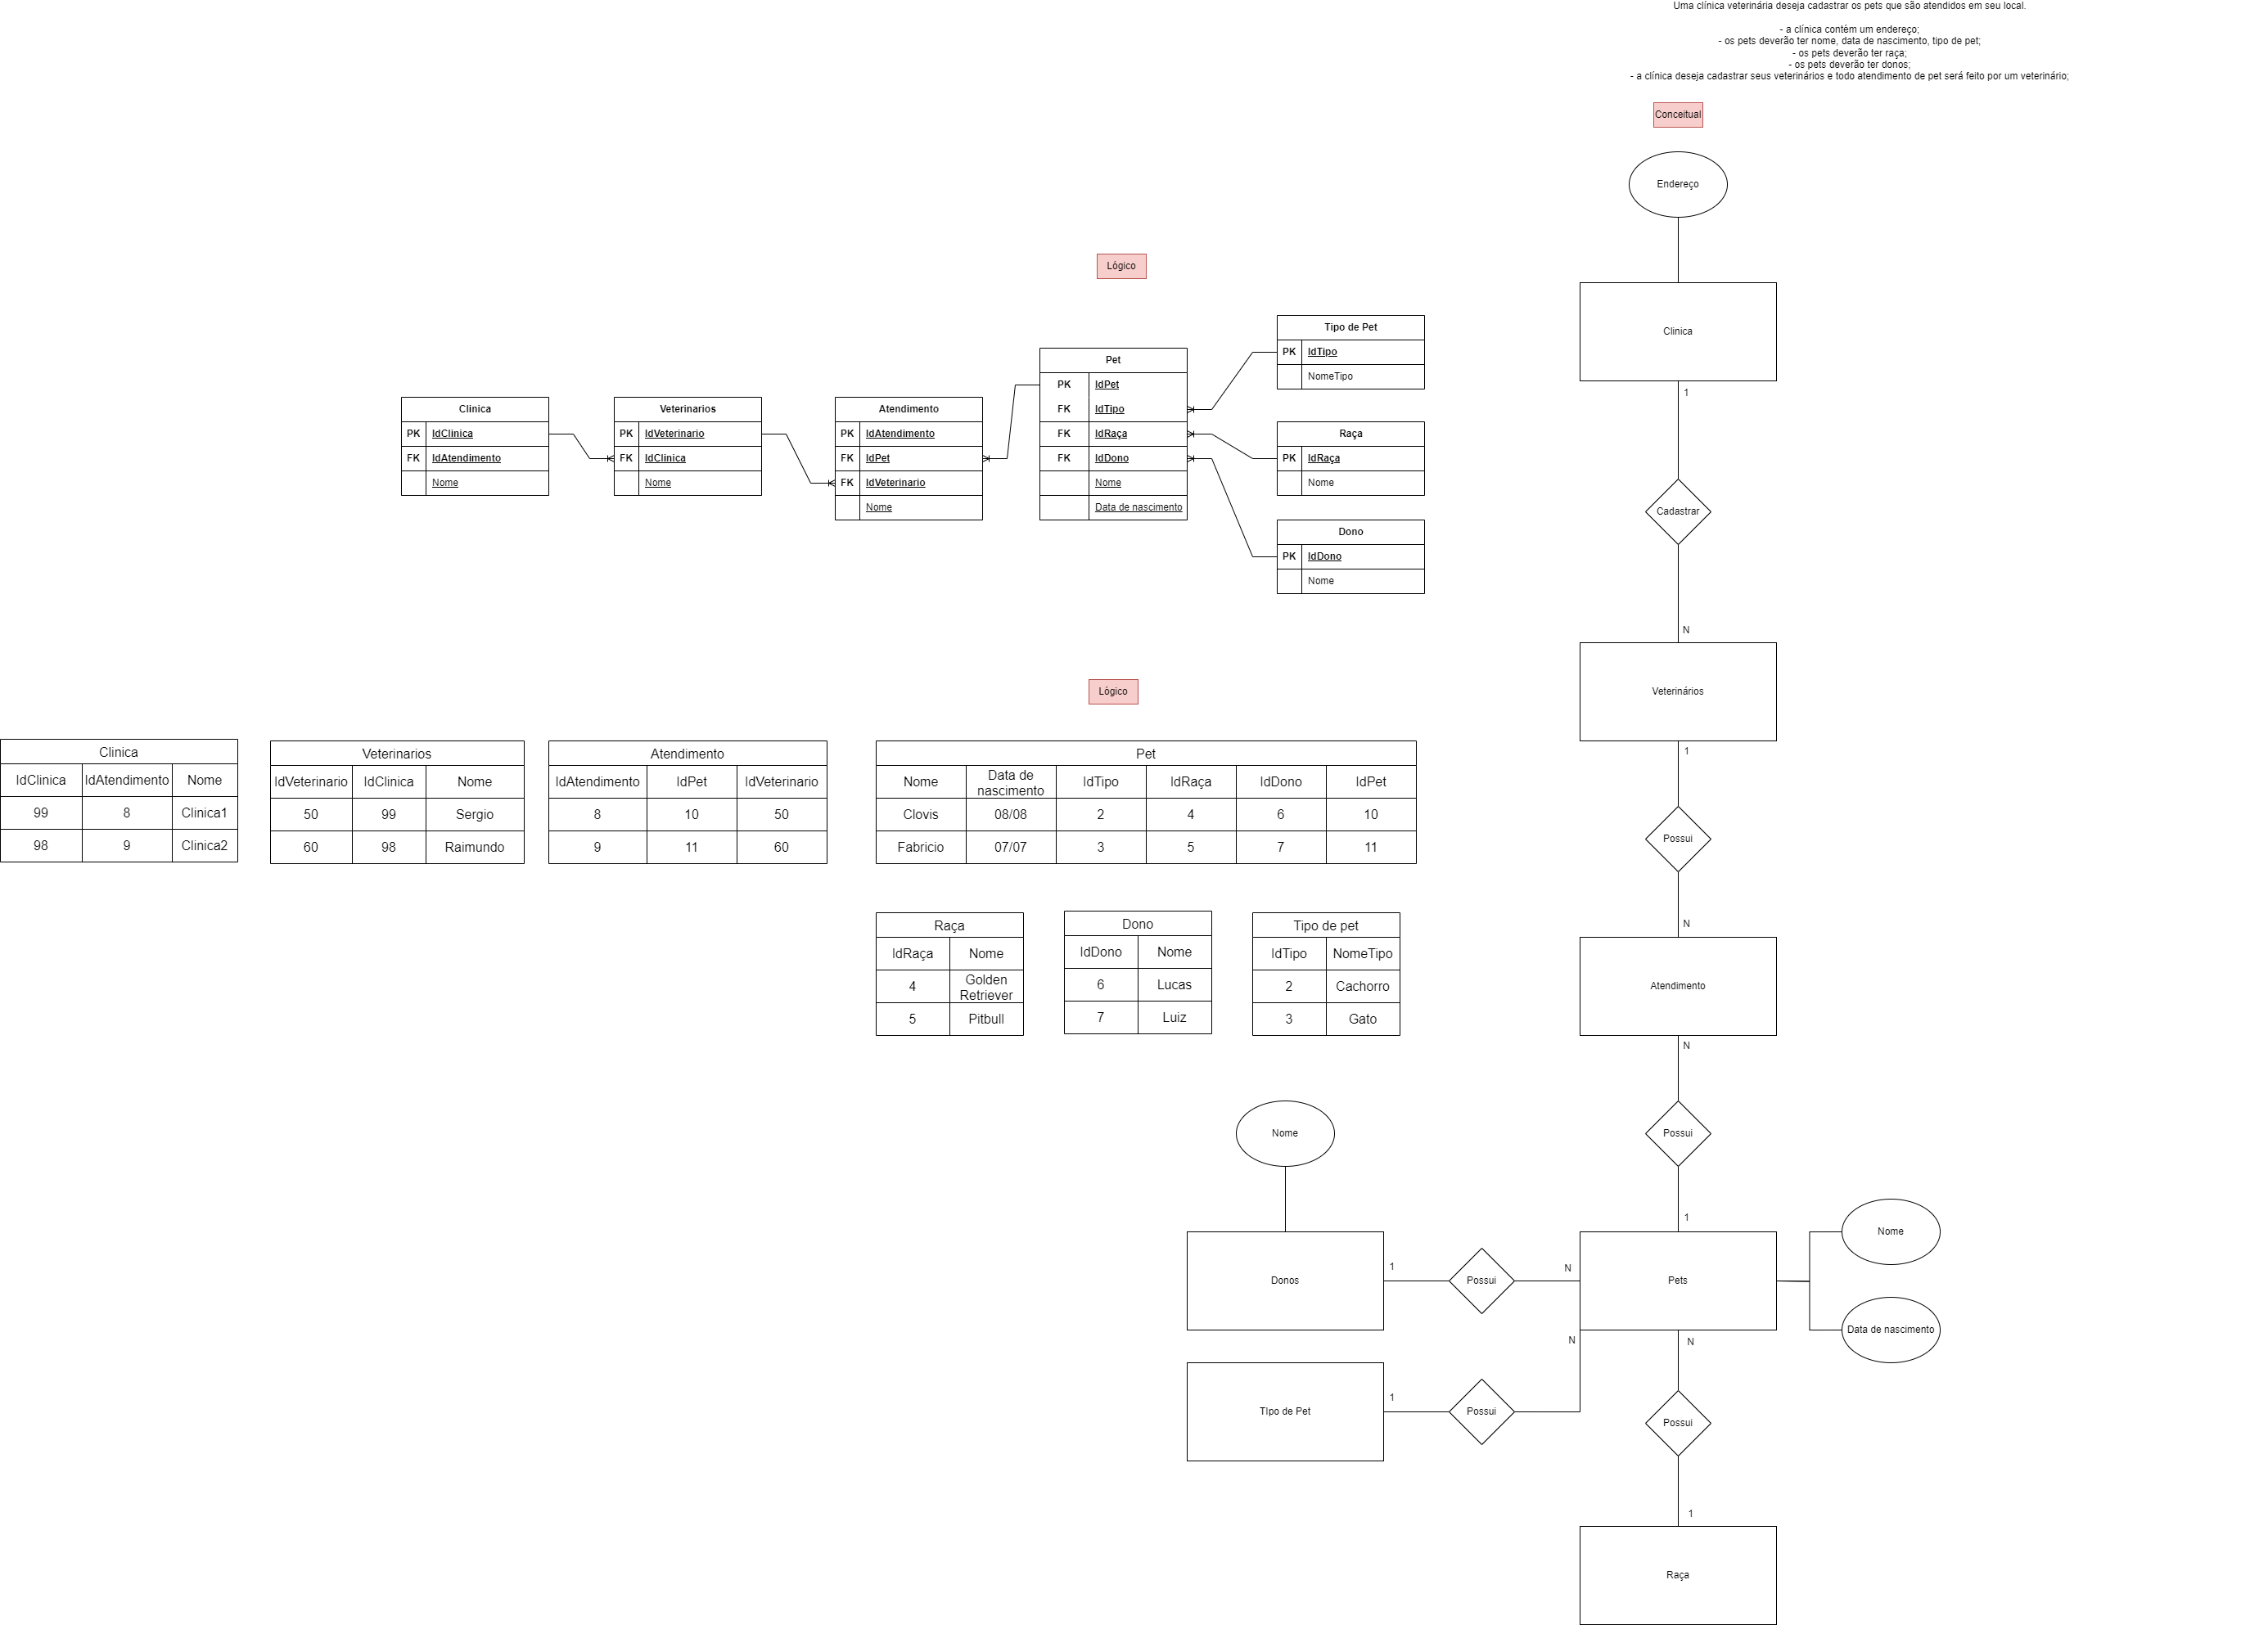 Uma clínica veterinária deseja cadastrar os pets que são atendidos em seu local.
- a clínica contém um endereço;
- os pets deverão ter nome, data de nascimento, tipo de pet;
- os pets deverão ter raça;
- os pets deverão ter donos;
- a clínica deseja cadastrar seus veterinários e todo atendimento de pet será feito por um veterinário;
Conceitual
Endereço
Clinica
1
Cadastrar
N
Veterinários
1
Possui
N
Atendimento
N
Possui
1
Pets
Nome
Data de nascimento
N
Possui
1
Raça
Nome
Donos
1
Possui
N
TIpo de Pet
1
Possui
N
Lógico
Clinica
PK IdClinica
FK IdAtendimento
Nome
Veterinarios
PK IdVeterinario
FK IdClinica
Nome
Atendimento
PK IdAtendimento
FK IdPet
FK IdVeterinario
Nome
Pet
PK IdPet
FK IdTipo
FK IdRaça
FK IdDono
Nome
Data de nascimento
Tipo de Pet
PK IdTipo
NomeTipo
Raça
PK IdRaça
Nome
Dono
PK IdDono
Nome
Lógico
Clinica
IdClinica IdAtendimento Nome
99 8 Clinica1
98 9 Clinica2
Veterinarios
IdVeterinario IdClinica Nome
50 99 Sergio
60 98 Raimundo
Atendimento
IdAtendimento IdPet IdVeterinario
8 10 50
9 11 60
Pet
Nome Data de nascimento IdTipo IdRaça IdDono IdPet
Clovis 08/08 2 4 6 10
Fabricio 07/07 3 5 7 11
Raça
IdRaça Nome
4 Golden Retriever
5 Pitbull
Dono
IdDono Nome
6 Lucas
7 Luiz
Tipo de pet
IdTipo NomeTipo
2 Cachorro
3 Gato